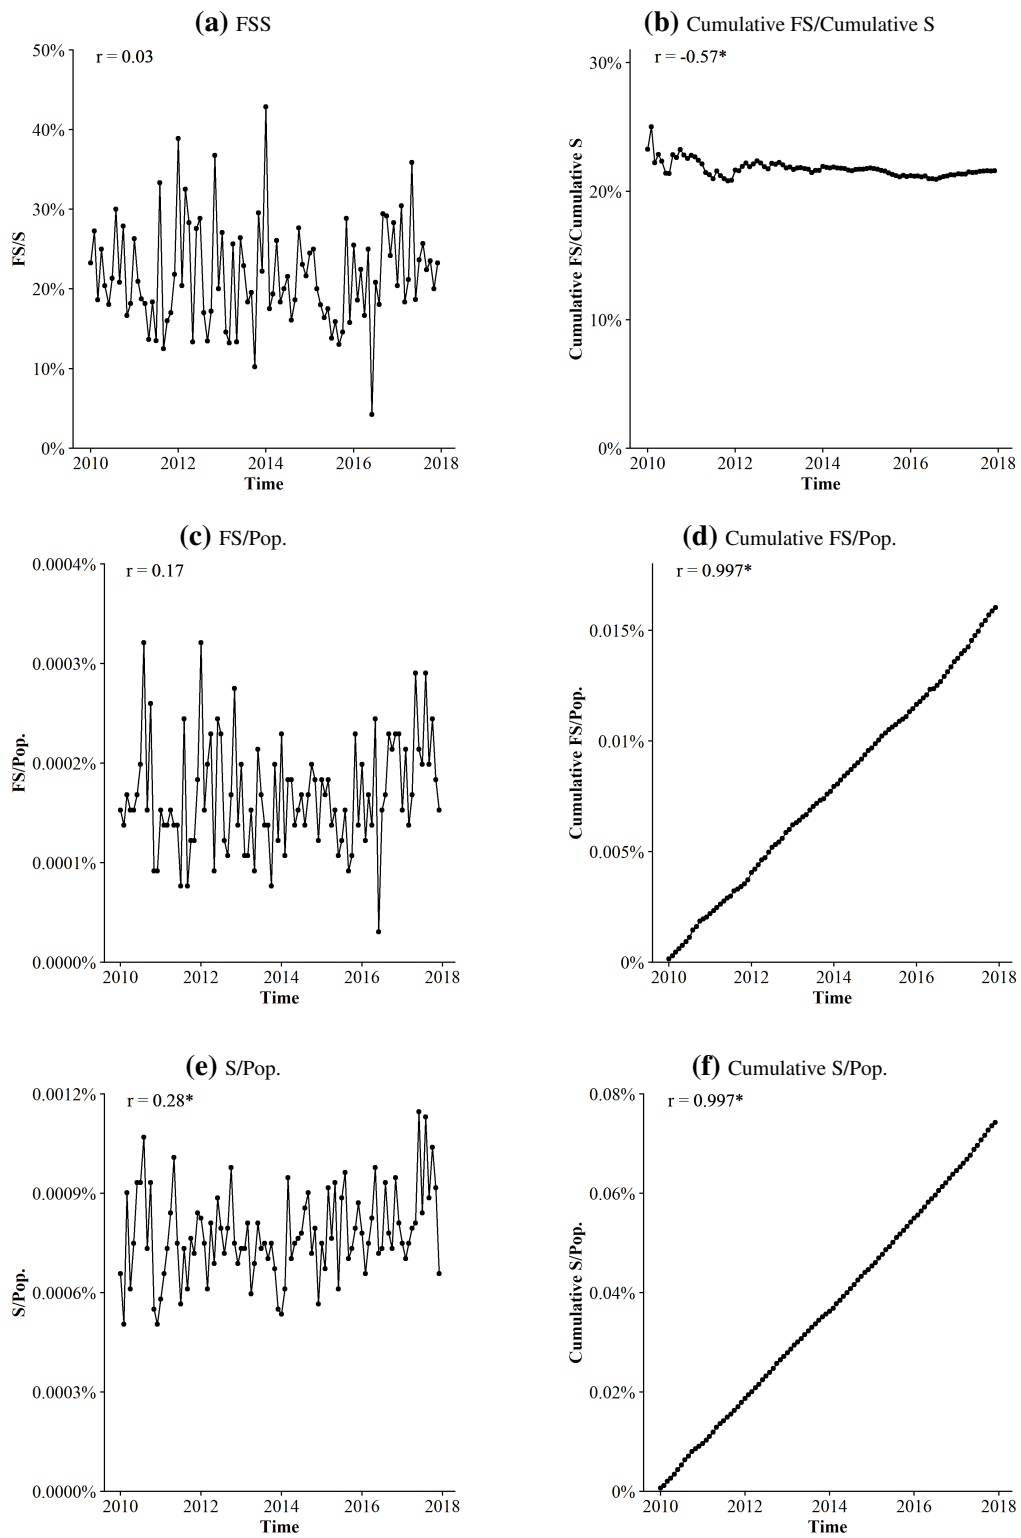 (a) FSS
r = 0.03
50%
40%
30%
20%
10%
0%
FS/S
2010 2012 2014 2016 2018
Time
(b) Cumulative FS/Cumulative S
r = -0.57*
30%
20%
10%
0%
Cumulative FS/Cumulative S
2010 2012 2014 2016 2018
Time
(c) FS/Pop.
r = 0.17
0.0004%
0.0003%
0.0002%
0.0001%
0.0000%
FS/Pop.
2010 2012 2014 2016 2018
Time
(d) Cumulative FS/Pop.
r = 0.997*
0.015%
0.01%
0.005%
0%
Cumulative FS/Pop.
2010 2012 2014 2016 2018
Time
(e) S/Pop.
r = 0.28*
0.0012%
0.0009%
0.0006%
0.0003%
0.0000%
S/Pop.
2010 2012 2014 2016 2018
Time
(f) Cumulative S/Pop.
r = 0.997*
0.08%
0.06%
0.04%
0.02%
0%
Cumulative S/Pop.
2010 2012 2014 2016 2018
Time